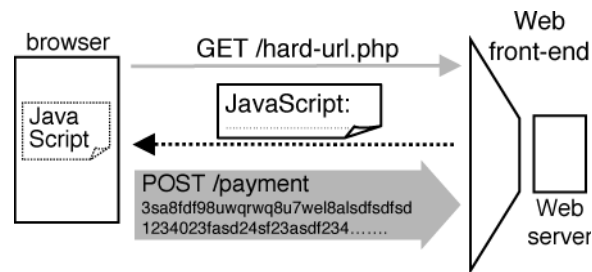 browser
GET /hard-url.php
Web
front-end
Java
Script
JavaScript:
POST /payment
3sa8fdf98uwqrwq8u7wel8alsdfsdfsd
1234023fasd24sf23asdf234.......
Web
server